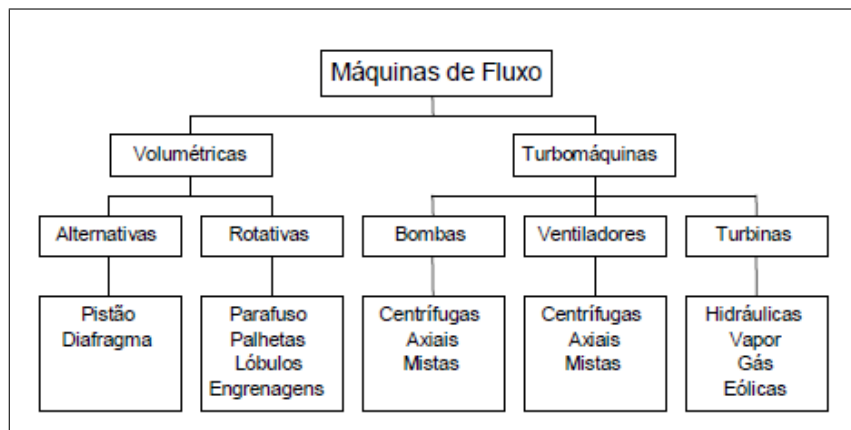 Máquinas de Fluxo
Volumétricas
Turbomáquinas
Alternativas
Rotativas
Bombas
Ventiladores
Turbinas
Pistão
Diafragma
Parafuso
Palhetas
Lóbulos
Engrenagens
Centrífugas
Axiais
Mistas
Centrífugas
Axiais
Mistas
Hidráulicas
Vapor
Gás
Eólicas